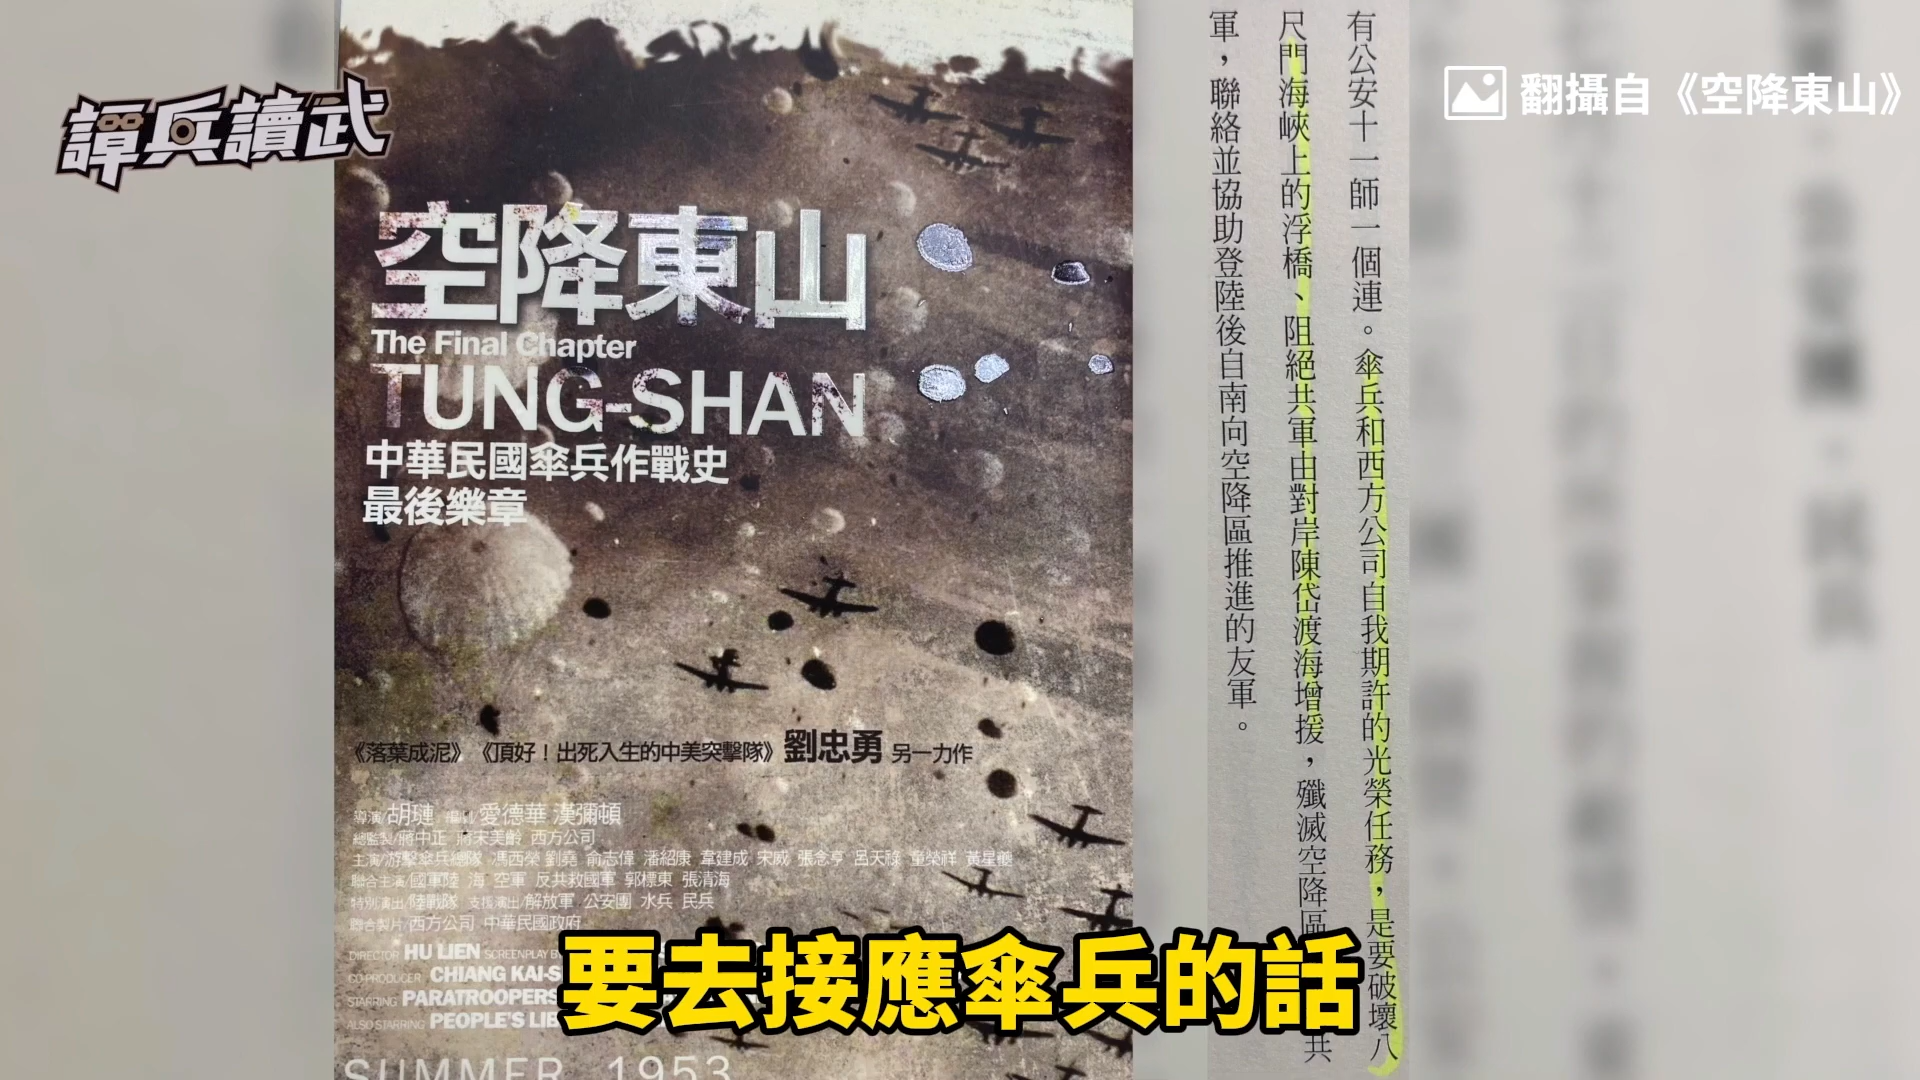 譚兵讀武
翻攝自《空降東山》
空降東山
The Final Chapter
TUNG-SHAN
中華民國傘兵作戰史
最後樂章
《落葉成泥》《頂好！出死入生的中美突擊隊》劉忠勇 另一力作
導演/胡璉 編劇/愛德華 漢彌頓
總監製/蔣中正 蔣宋美齡 西方公司
主演/游擊傘兵總隊 馮西榮 劉堯 俞志偉 潘紹康 韋建成 宋威 張念亭 呂天祿 童榮祥 黃星
聯合主演/國軍陸 海 空軍 反共救國軍 郭標東 張清海
特別演出/陸戰隊 支援演出/解放軍 公安團 水兵 民兵
聯合製片/西方公司 中華民國政府
DIRECTOR HU LIEN SCREENPLAY BY
CO-PRODUCER CHIANG KAI-S
STARRING PARATROOPERS
ALSO STARRING PEOPLE'S LIB
SUMMER 1953
有公安十一師一個連。傘兵和西方公司自我期許的光榮任務，是要破壞八
尺門海峽上的浮橋、阻絕共軍由對岸陳岱渡海增援，殲滅空降區共
軍，聯絡並協助登陸後自南向空降區推進的友軍。
要去接應傘兵的話